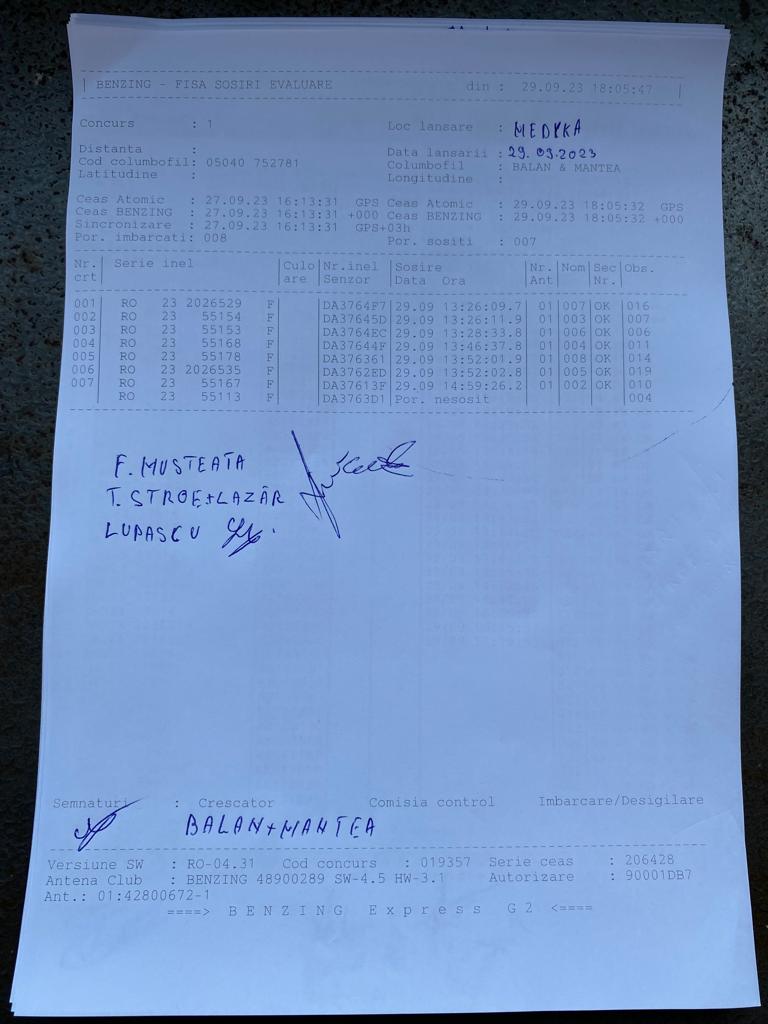 | BENZING - FISA SOSIRI EVALUARE din : 29.09.23 18:05:47 |
Concurs : 1 Loc lansare : MEDYKA
Distanta : Data lansarii : 29.09.2023
Cod columbofil: 05040 752781 Columbofil : BALAN & MANTEA
Latitudine : Longitudine :
Ceas Atomic : 27.09.23 16:13:31 GPS Ceas Atomic : 29.09.23 18:05:32 GPS
Ceas BENZING : 27.09.23 16:13:31 +000 Ceas BENZING : 29.09.23 18:05:32 +000
Sincronizare : 27.09.23 16:13:31 GPS+03h
Por. imbarcati: 008 Por. sositi : 007
Nr. | Serie inel | Culo | Nr.inel | Sosire | Nr. | Nom | Sec | Obs.
crt | | are | Senzor | Data Ora | Ant | | Nr. |
001 RO 23 2026529 F DA3764F7 29.09 13:26:09.7 01 007 OK 016
002 RO 23 55154 F DA37645D 29.09 13:26:11.9 01 003 OK 007
003 RO 23 55153 F DA3764EC 29.09 13:28:33.8 01 006 OK 006
004 RO 23 55168 F DA37644F 29.09 13:46:37.8 01 004 OK 011
005 RO 23 55178 F DA376361 29.09 13:52:01.9 01 008 OK 014
006 RO 23 2026535 F DA3762ED 29.09 13:52:02.8 01 005 OK 019
007 RO 23 55167 F DA37613F 29.09 14:59:26.2 01 002 OK 010
RO 23 55113 F DA3763D1 Por. nesosit 004
F. MUSTEATA
T. STROE+LAZĂR
LUPASCU
Semnaturi : Crescator Comisia control Imbarcare/Desigilare
BALAN+MANTEA
Versiune SW : RO-04.31 Cod concurs : 019357 Serie ceas : 206428
Antena Club : BENZING 48900289 SW-4.5 HW-3.1 Autorizare : 90001DB7
Ant.: 01:42800672-1
====> B E N Z I N G E x p r e s s G 2 <====